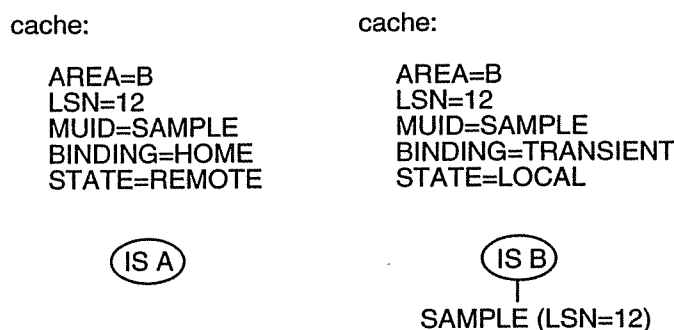 cache:
AREA=B
LSN=12
MUID=SAMPLE
BINDING=HOME
STATE=REMOTE
IS A
cache:
AREA=B
LSN=12
MUID=SAMPLE
BINDING=TRANSIENT
STATE=LOCAL
IS B
SAMPLE (LSN=12)